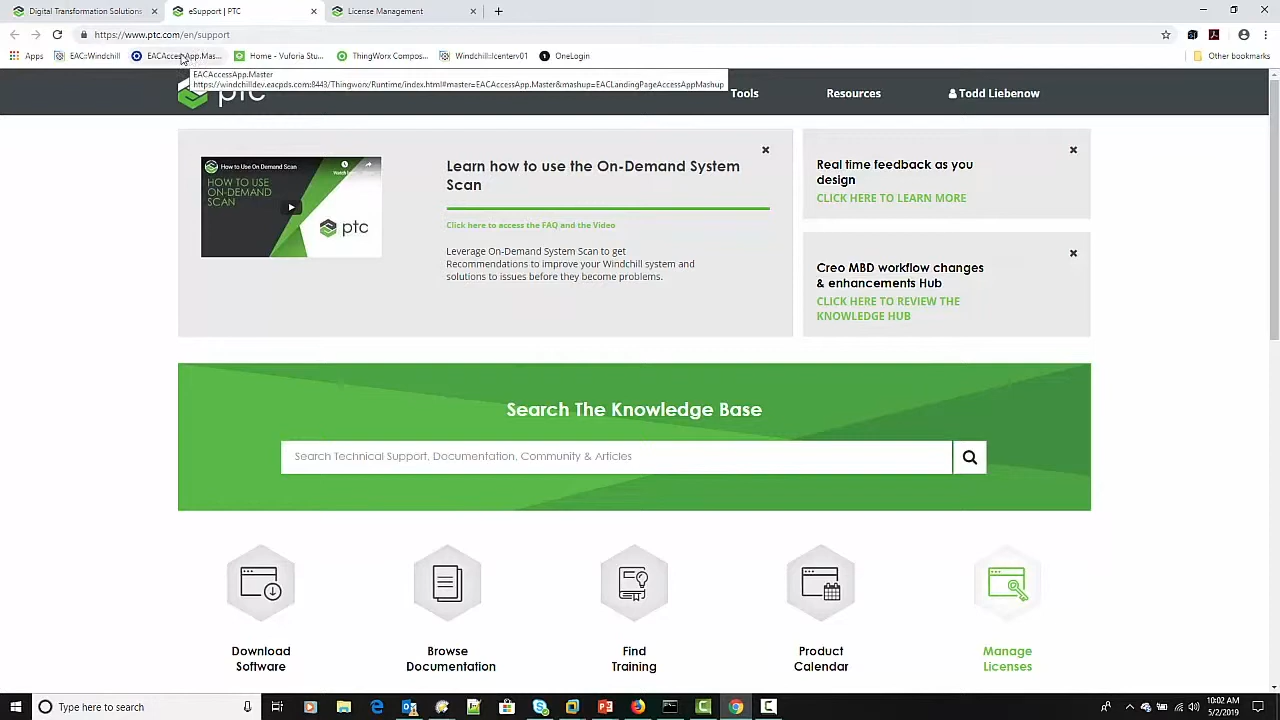 Digital Transformation Solutions
eSupport | PTC
License Management
https://www.ptc.com/en/support
Apps
EAC::Windchill
EACAccessApp.Mas...
Home - Vuforia Stu...
ThingWorx Compos...
Windchill:Icenterv01
OneLogin
Other bookmarks
EACAccessApp.Master
https://windchilldev.eacpds.com:8443/Thingworx/Runtime/index.html#master=EACAccessApp.Master&mashup=EACLandingPageAccessAppMashup
ptc
Tools
Resources
Todd Liebenow
How to Use On Demand Scan
HOW TO USE
ON-DEMAND
SCAN
ptc
Learn how to use the On-Demand System
Scan
Click here to access the FAQ and the Video
Leverage On-Demand System Scan to get
Recommendations to improve your Windchill system and
solutions to issues before they become problems.
Real time feedback as you
design
CLICK HERE TO LEARN MORE
Creo MBD workflow changes
& enhancements Hub
CLICK HERE TO REVIEW THE
KNOWLEDGE HUB
Search The Knowledge Base
Search Technical Support, Documentation, Community & Articles
Download
Software
Browse
Documentation
Find
Training
Product
Calendar
Manage
Licenses
Type here to search
10:02 AM
5/2/2019